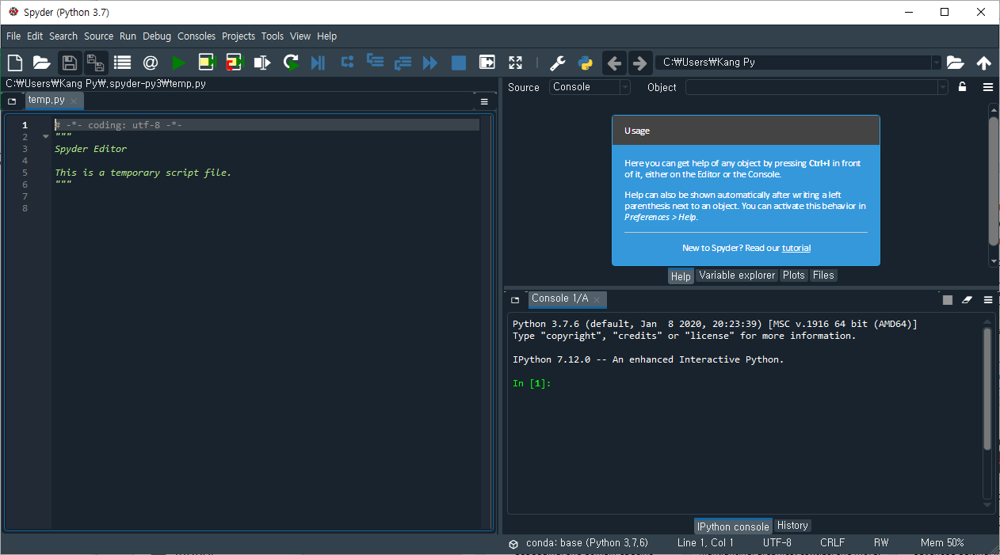 Spyder (Python 3.7)
File Edit Search Source Run Debug Consoles Projects Tools View Help
C:₩Users₩Kang Py
C:₩Users₩Kang Py₩.spyder-py3₩temp.py
temp.py
1 # -*- coding: utf-8 -*-
2 """
3 Spyder Editor
4
5 This is a temporary script file.
6 """
7
8
Source Console Object
Usage
Here you can get help of any object by pressing Ctrl+I in front
of it, either on the Editor or the Console.
Help can also be shown automatically after writing a left
parenthesis next to an object. You can activate this behavior in
Preferences > Help.
New to Spyder? Read our tutorial
Help Variable explorer Plots Files
Console 1/A
Python 3.7.6 (default, Jan  8 2020, 20:23:39) [MSC v.1916 64 bit (AMD64)]
Type "copyright", "credits" or "license" for more information.
IPython 7.12.0 -- An enhanced Interactive Python.
In [1]:
IPython console History
conda: base (Python 3.7.6) Line 1, Col 1 UTF-8 CRLF RW Mem 50%